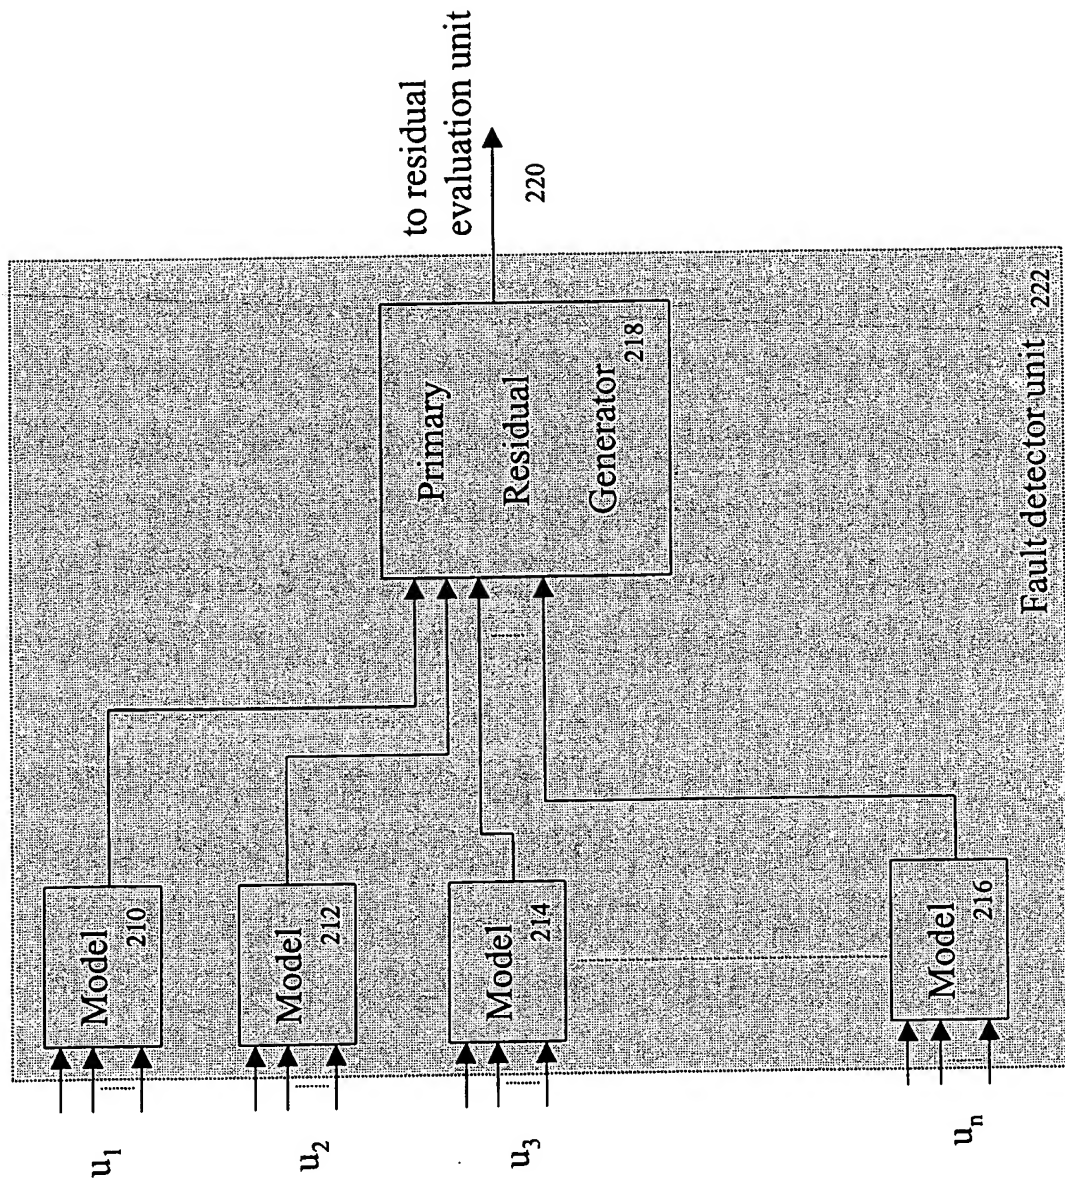 u1
Model
210
u2
Model
212
u3
Model
214
un
Model
216
Primary
Residual
Generator
218
to residual
evaluation unit
220
Fault detector unit 222